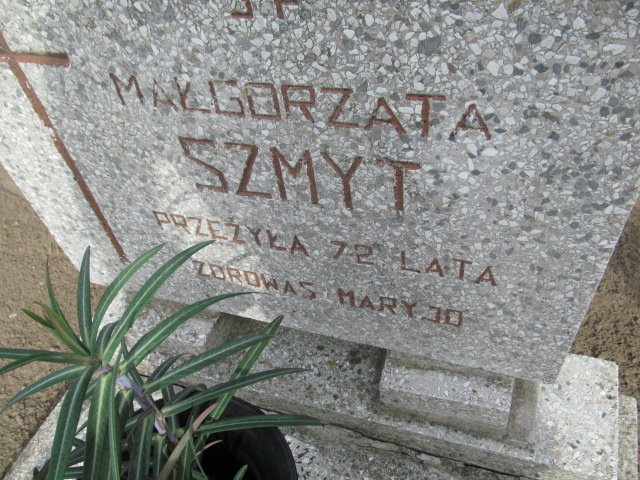 MAŁGORZATA
SZMYT
PRZEŻYŁA 72 LATA
ZDROWAŚ MARYJO